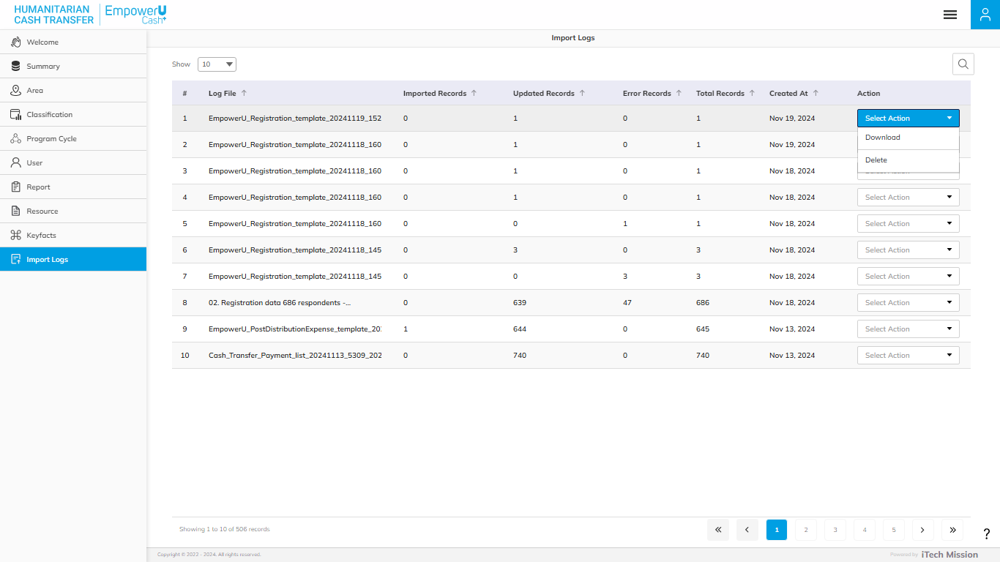 HUMANITARIAN
CASH TRANSFER
EmpowerU
Cash+
Import Logs
Welcome
Summary
Area
Classification
Program Cycle
User
Report
Resource
Keyfacts
Import Logs
Show 10
# Log File Imported Records Updated Records Error Records Total Records Created At Action
1 EmpowerU_Registration_template_20241119_152 0 1 0 1 Nov 19, 2024 Select Action
Download
2 EmpowerU_Registration_template_20241118_160 0 1 1 Nov 19, 2024
Delete
3 EmpowerU_Registration_template_20241118_160 0 1 0 1 Nov 18, 2024
4 EmpowerU_Registration_template_20241118_160 0 1 0 1 Nov 18, 2024 Select Action
5 EmpowerU_Registration_template_20241118_160 0 0 1 1 Nov 18, 2024 Select Action
6 EmpowerU_Registration_template_20241118_145 0 3 0 3 Nov 18, 2024 Select Action
7 EmpowerU_Registration_template_20241118_145 0 0 3 3 Nov 18, 2024 Select Action
8 02. Registration data 686 respondents -... 0 639 47 686 Nov 18, 2024 Select Action
9 EmpowerU_PostDistributionExpense_template_20 1 644 0 645 Nov 13, 2024 Select Action
10 Cash_Transfer_Payment_list_20241113_5309_202 0 740 0 740 Nov 13, 2024 Select Action
Showing 1 to 10 of 506 records
« ‹ 1 2 3 4 5 › »
?
Copyright © 2022 - 2024. All rights reserved.
Powered by iTech Mission